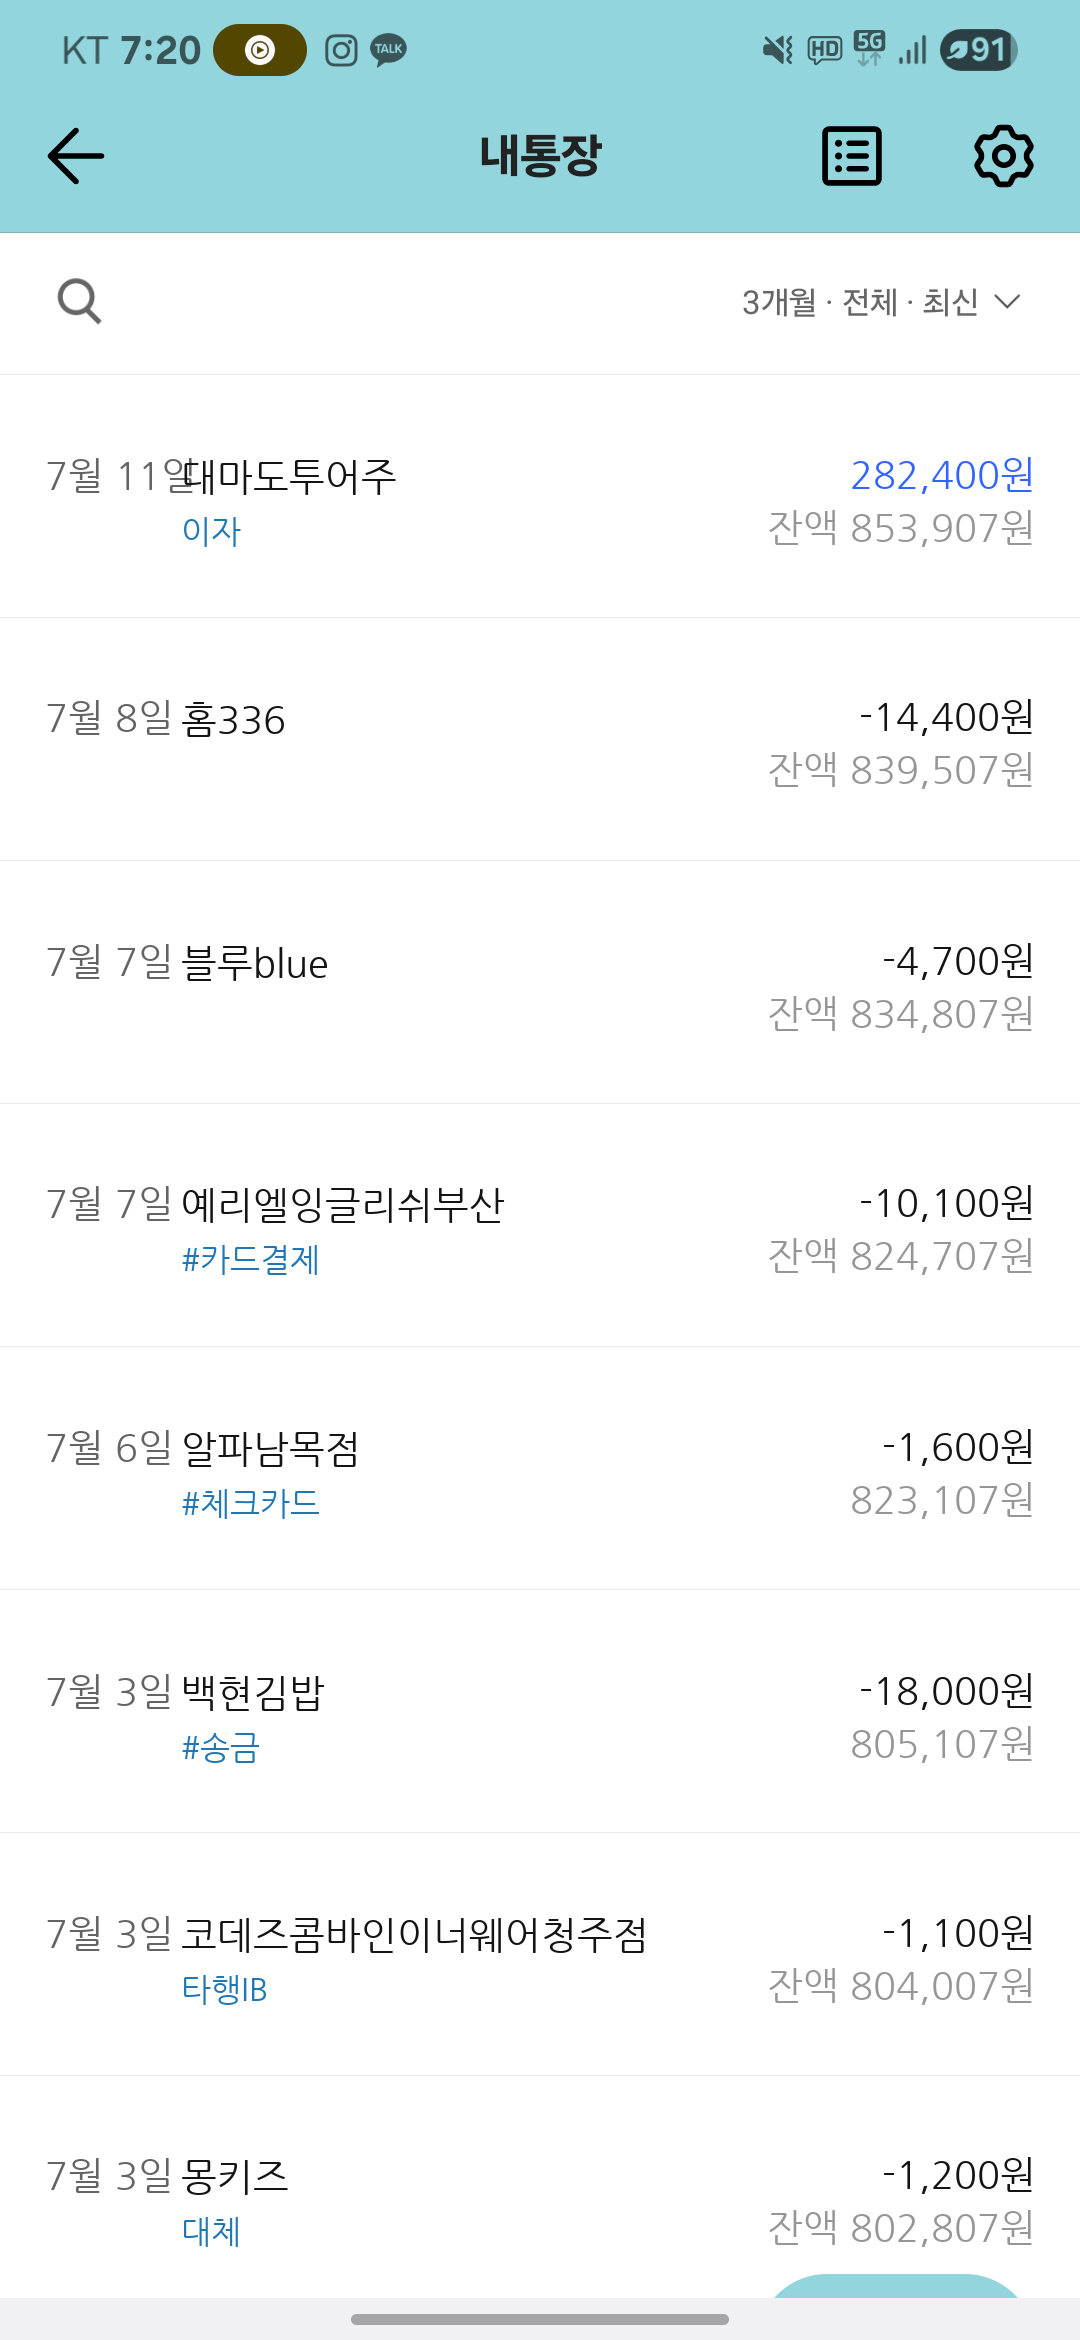 KT 7:20 TALK HD 5G 91
내통장
3개월 · 전체 · 최신
7월 11일 대마도투어주 282,400원
이자 잔액 853,907원
7월 8일 홈336 -14,400원
잔액 839,507원
7월 7일 블루blue -4,700원
잔액 834,807원
7월 7일 예리엘잉글리쉬부산 -10,100원
#카드결제 잔액 824,707원
7월 6일 알파남목점 -1,600원
#체크카드 823,107원
7월 3일 백현김밥 -18,000원
#송금 805,107원
7월 3일 코데즈콤바인이너웨어청주점 -1,100원
타행IB 잔액 804,007원
7월 3일 몽키즈 -1,200원
대체 잔액 802,807원